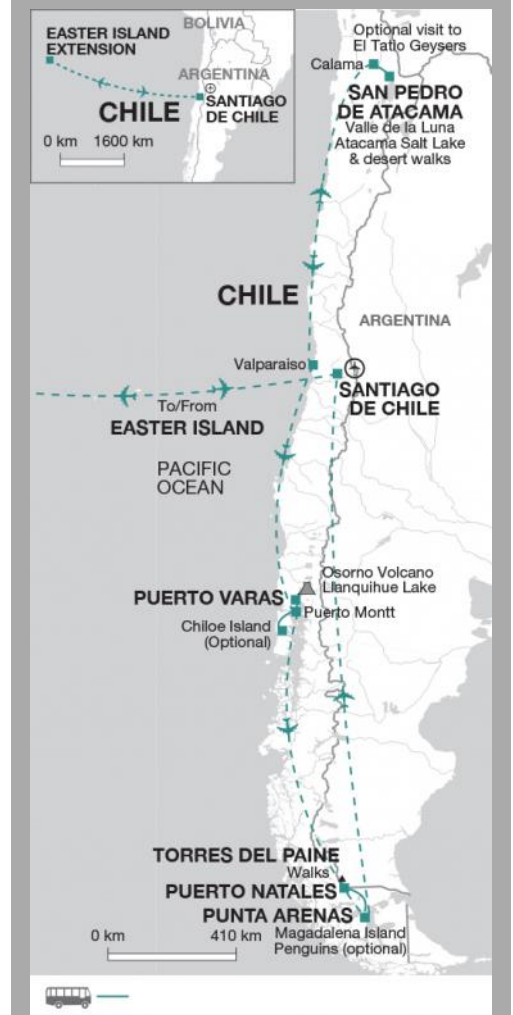 BOLIVIA
EASTER ISLAND
EXTENSION
ARGENTINA
CHILE
SANTIAGO
DE CHILE
0 km 1600 km
Optional visit to
El Tatio Geysers
Calama
SAN PEDRO
DE ATACAMA
Valle de la Luna
Atacama Salt Lake
& desert walks
CHILE
ARGENTINA
Valparaiso
SANTIAGO
DE CHILE
To/From
EASTER ISLAND
PACIFIC
OCEAN
Osorno Volcano
Llanquihue Lake
PUERTO VARAS
Puerto Montt
Chiloe Island
(Optional)
TORRES DEL PAINE
Walks
PUERTO NATALES
PUNTA ARENAS
Magadalena Island
Penguins (optional)
0 km 410 km